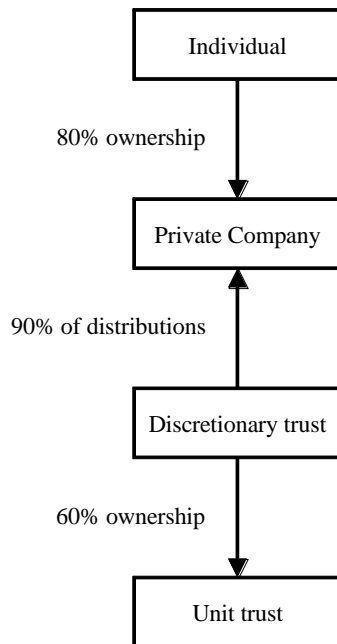 Individual
80% ownership
Private Company
90% of distributions
Discretionary trust
60% ownership
Unit trust